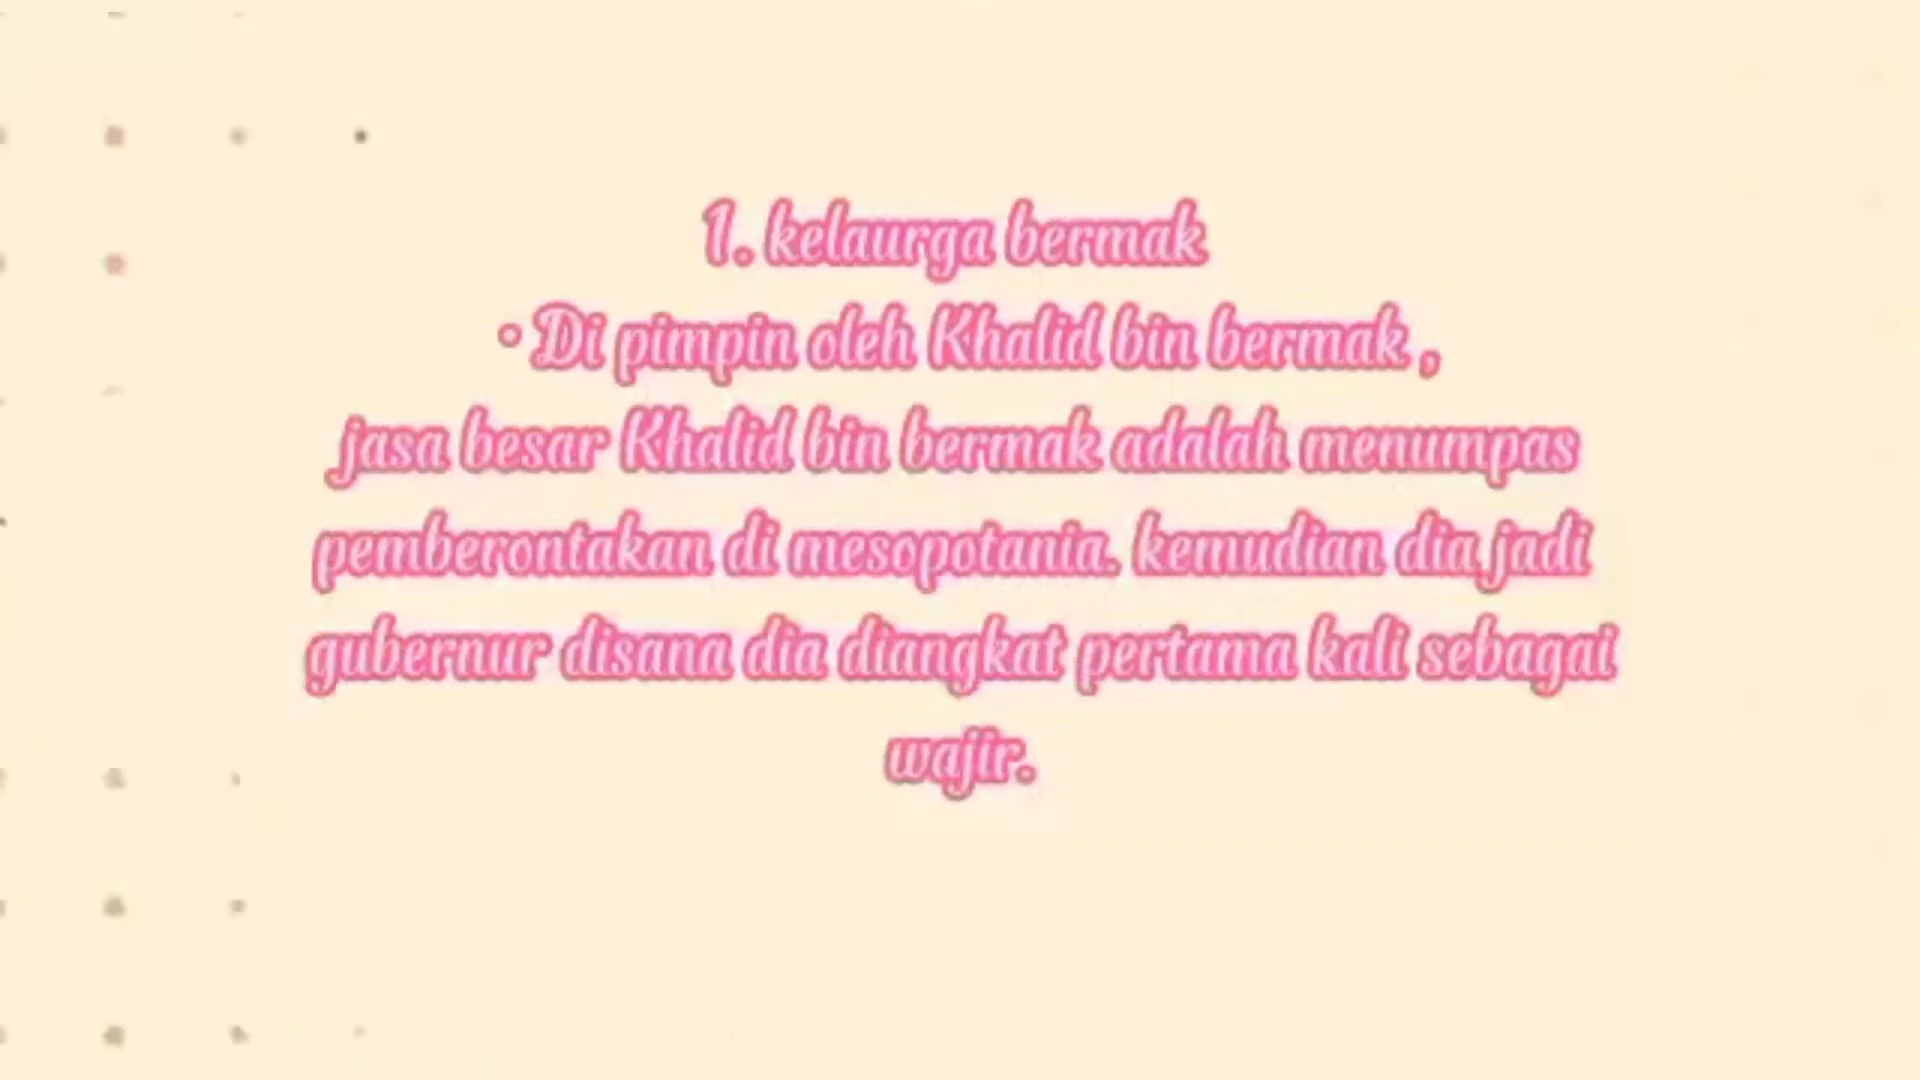 1. kelaurga bermak
• Di pimpin oleh Khalid bin bermak ,
jasa besar Khalid bin bermak adalah menumpas
pemberontakan di mesopotania. kemudian dia jadi
gubernur disana dia diangkat pertama kali sebagai
wajir.